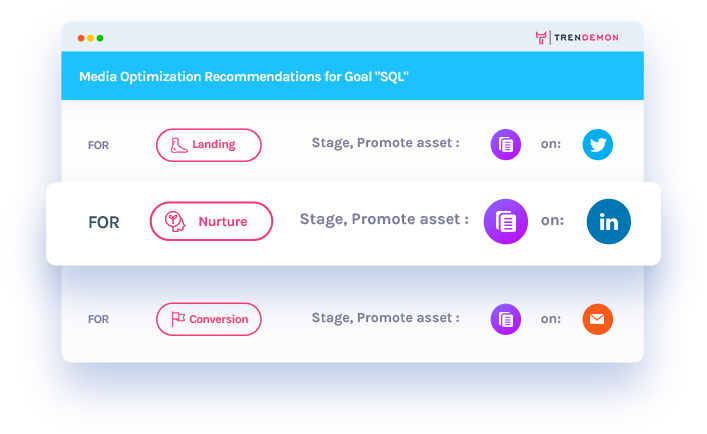 TRENDEMON
Media Optimization Recommendations for Goal "SQL"
FOR Landing Stage, Promote asset : on:
FOR Nurture Stage, Promote asset : on: in
FOR Conversion Stage, Promote asset : on: